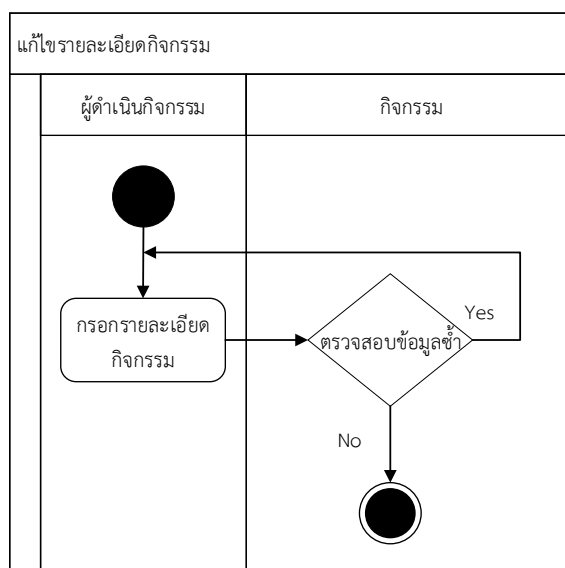 แก้ไขรายละเอียดกิจกรรม
ผู้ดำเนินกิจกรรม
กิจกรรม
กรอกรายละเอียด
กิจกรรม
ตรวจสอบข้อมูลซ้ำ
Yes
No